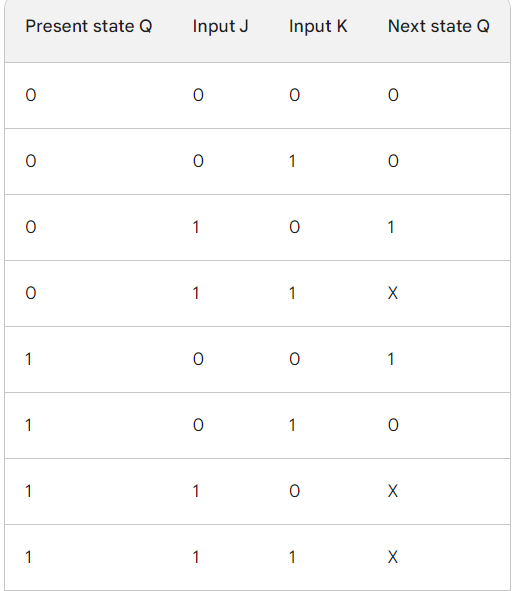 Present state Q Input J Input K Next state Q
0 0 0 0
0 0 1 0
0 1 0 1
0 1 1 X
1 0 0 1
1 0 1 0
1 1 0 X
1 1 1 X